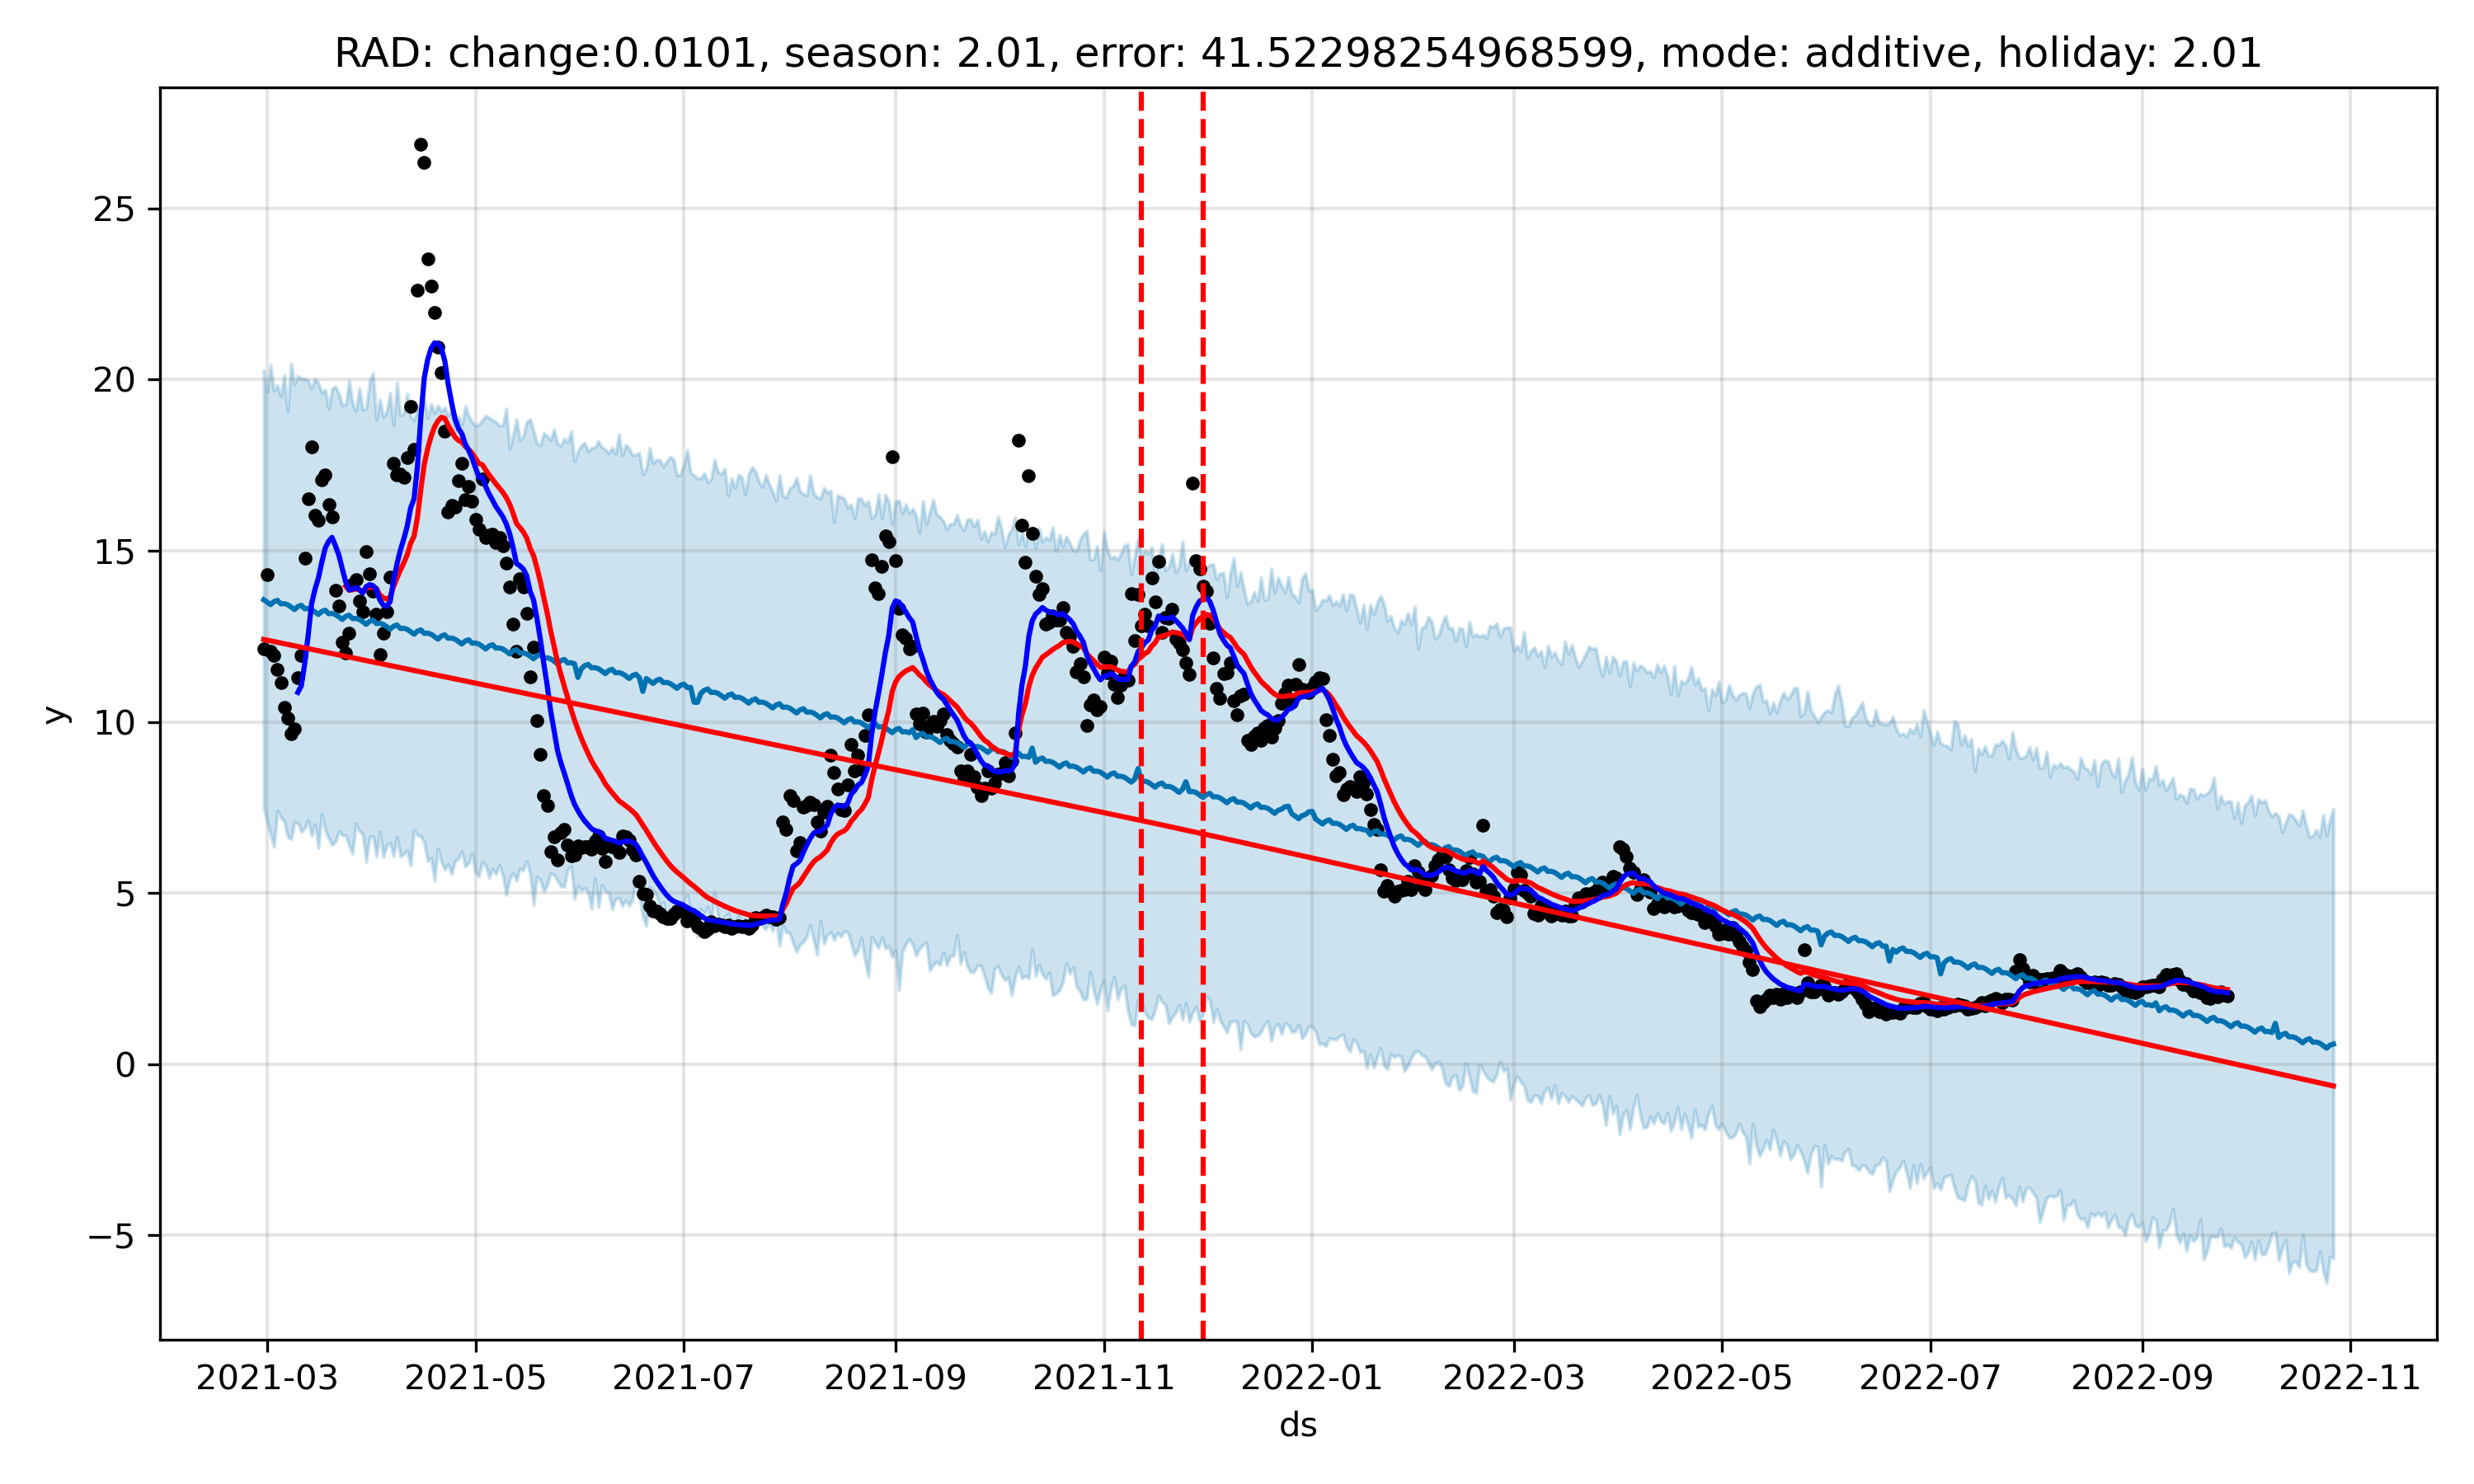 RAD: change:0.0101, season: 2.01, error: 41.52298254968599, mode: additive, holiday: 2.01
25
20
15
10
5
0
−5
y
2021-03 2021-05 2021-07 2021-09 2021-11 2022-01 2022-03 2022-05 2022-07 2022-09 2022-11
ds